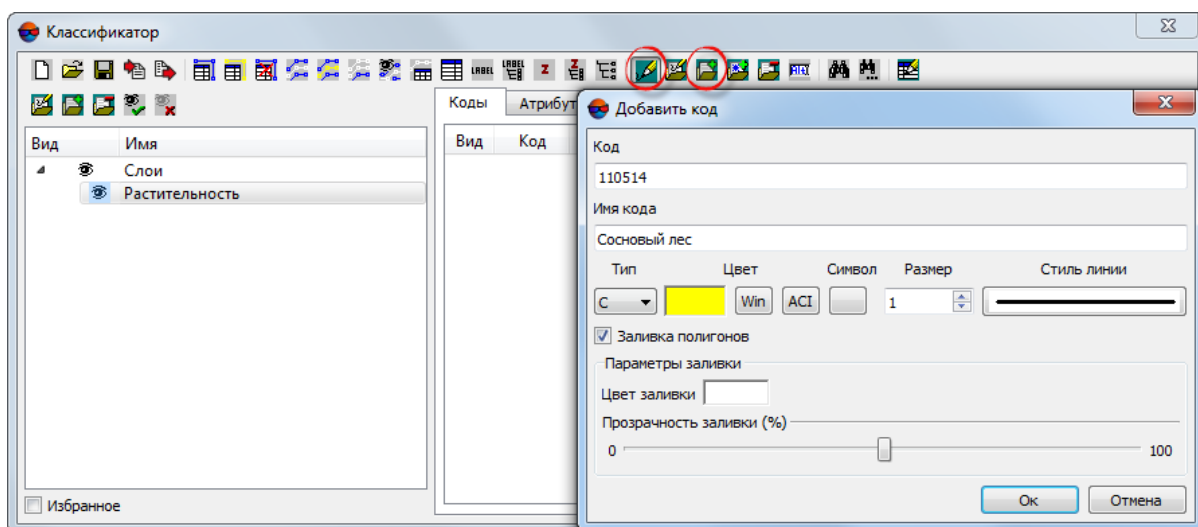 Классификатор
LABEL LABEL Z Z
Коды Атрибут
Вид Имя
Слои
Растительность
Избранное
Вид Код
Добавить код
Код
110514
Имя кода
Сосновый лес
Тип Цвет Символ Размер Стиль линии
C Win ACI 1
Заливка полигонов
Параметры заливки
Цвет заливки
Прозрачность заливки (%)
0 100
Ок Отмена